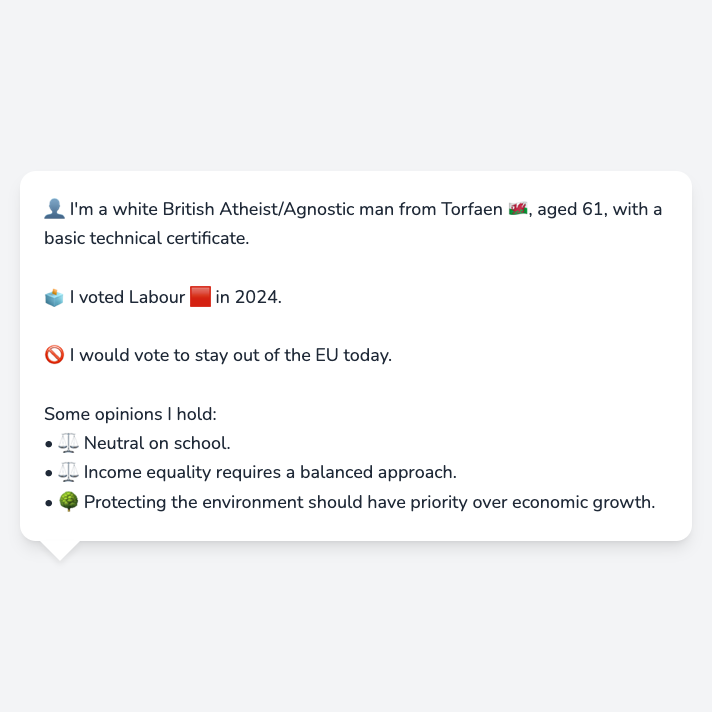 👤 I'm a white British Atheist/Agnostic man from Torfaen 🏴󠁧󠁢󠁷󠁬󠁳󠁿, aged 61, with a
basic technical certificate.
🗳️ I voted Labour 🟥 in 2024.
🚫 I would vote to stay out of the EU today.
Some opinions I hold:
• ⚖️ Neutral on school.
• ⚖️ Income equality requires a balanced approach.
• 🌳 Protecting the environment should have priority over economic growth.